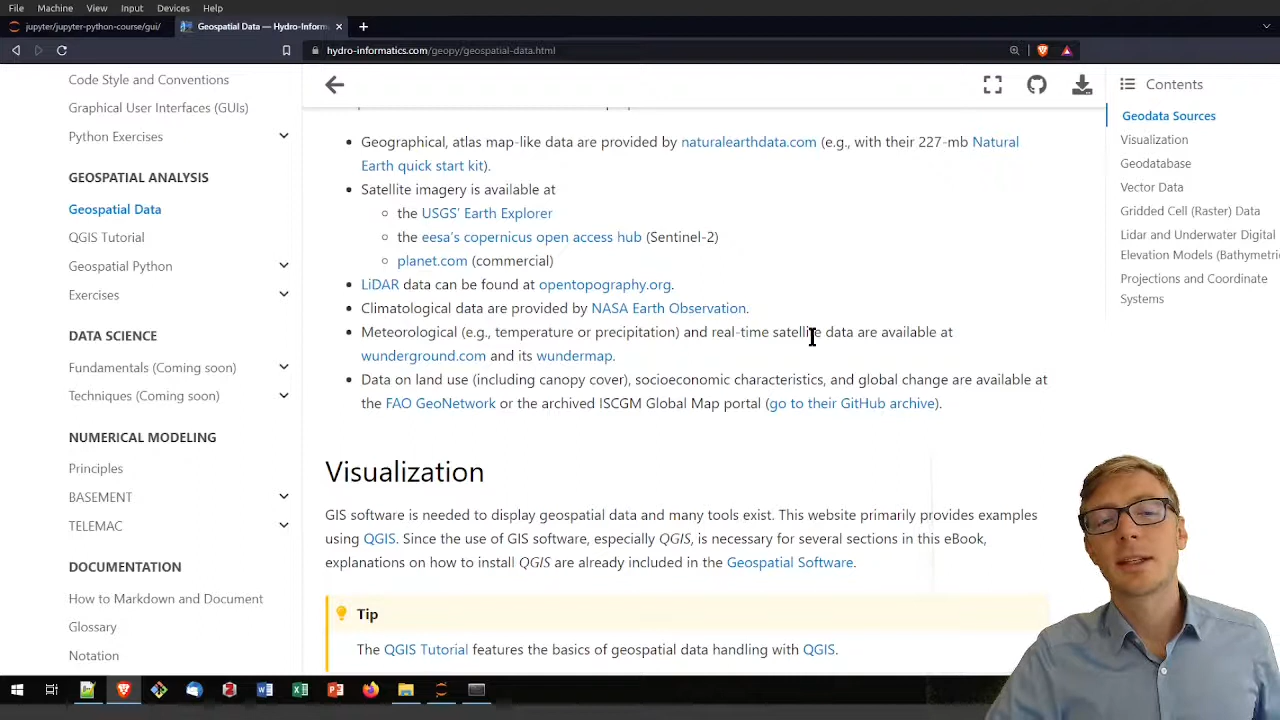 File Machine View Input Devices Help
jupyter/jupyter-python-course/gui/ Geospatial Data — Hydro-Inform
hydro-informatics.com/geopy/geospatial-data.html
Code Style and Conventions
Graphical User Interfaces (GUIs)
Python Exercises
GEOSPATIAL ANALYSIS
Geospatial Data
QGIS Tutorial
Geospatial Python
Exercises
DATA SCIENCE
Fundamentals (Coming soon)
Techniques (Coming soon)
NUMERICAL MODELING
Principles
BASEMENT
TELEMAC
DOCUMENTATION
How to Markdown and Document
Glossary
Notation
Geographical, atlas map-like data are provided by naturalearthdata.com (e.g., with their 227-mb Natural
Earth quick start kit).
Satellite imagery is available at
the USGS' Earth Explorer
the eesa's copernicus open access hub (Sentinel-2)
planet.com (commercial)
LiDAR data can be found at opentopography.org.
Climatological data are provided by NASA Earth Observation.
Meteorological (e.g., temperature or precipitation) and real-time satellite data are available at
wunderground.com and its wundermap.
Data on land use (including canopy cover), socioeconomic characteristics, and global change are available at
the FAO GeoNetwork or the archived ISCGM Global Map portal (go to their GitHub archive).
Visualization
GIS software is needed to display geospatial data and many tools exist. This website primarily provides examples
using QGIS. Since the use of GIS software, especially QGIS, is necessary for several sections in this eBook,
explanations on how to install QGIS are already included in the Geospatial Software.
Tip
The QGIS Tutorial features the basics of geospatial data handling with QGIS.
Contents
Geodata Sources
Visualization
Geodatabase
Vector Data
Gridded Cell (Raster) Data
Lidar and Underwater Digital
Elevation Models (Bathymetri
Projections and Coordinate
Systems